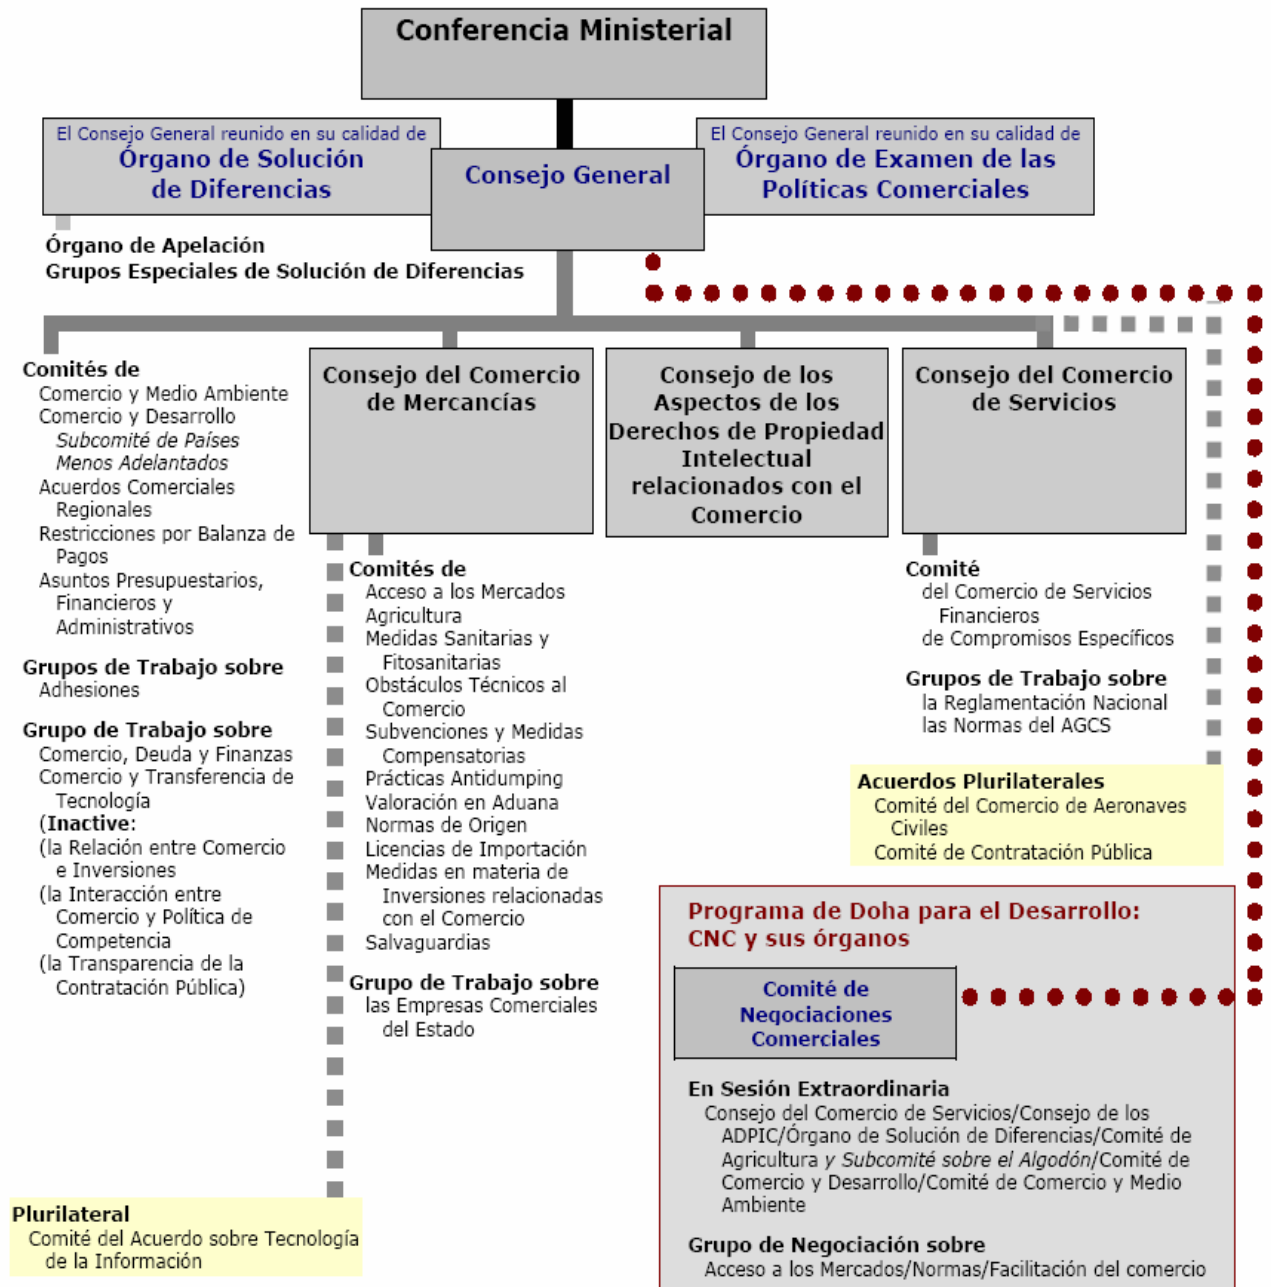 Conferencia Ministerial
El Consejo General reunido en su calidad de
Órgano de Solución
de Diferencias
Consejo General
El Consejo General reunido en su calidad de
Órgano de Examen de las
Políticas Comerciales
Órgano de Apelación
Grupos Especiales de Solución de Diferencias
Comités de
Comercio y Medio Ambiente
Comercio y Desarrollo
Subcomité de Países
Menos Adelantados
Acuerdos Comerciales
Regionales
Restricciones por Balanza de
Pagos
Asuntos Presupuestarios,
Financieros y
Administrativos
Grupos de Trabajo sobre
Adhesiones
Grupo de Trabajo sobre
Comercio, Deuda y Finanzas
Comercio y Transferencia de
Tecnología
(Inactive:
(la Relación entre Comercio
e Inversiones
(la Interacción entre
Comercio y Política de
Competencia
(la Transparencia de la
Contratación Pública)
Plurilateral
Comité del Acuerdo sobre Tecnología
de la Información
Consejo del Comercio
de Mercancías
Comités de
Acceso a los Mercados
Agricultura
Medidas Sanitarias y
Fitosanitarias
Obstáculos Técnicos al
Comercio
Subvenciones y Medidas
Compensatorias
Prácticas Antidumping
Valoración en Aduana
Normas de Origen
Licencias de Importación
Medidas en materia de
Inversiones relacionadas
con el Comercio
Salvaguardias
Grupo de Trabajo sobre
las Empresas Comerciales
del Estado
Consejo de los
Aspectos de los
Derechos de Propiedad
Intelectual
relacionados con el
Comercio
Consejo del Comercio
de Servicios
Comité
del Comercio de Servicios
Financieros
de Compromisos Específicos
Grupos de Trabajo sobre
la Reglamentación Nacional
las Normas del AGCS
Acuerdos Plurilaterales
Comité del Comercio de Aeronaves
Civiles
Comité de Contratación Pública
Programa de Doha para el Desarrollo:
CNC y sus órganos
Comité de
Negociaciones
Comerciales
En Sesión Extraordinaria
Consejo del Comercio de Servicios/Consejo de los
ADPIC/Órgano de Solución de Diferencias/Comité de
Agricultura y Subcomité sobre el Algodón/Comité de
Comercio y Desarrollo/Comité de Comercio y Medio
Ambiente
Grupo de Negociación sobre
Acceso a los Mercados/Normas/Facilitación del comercio